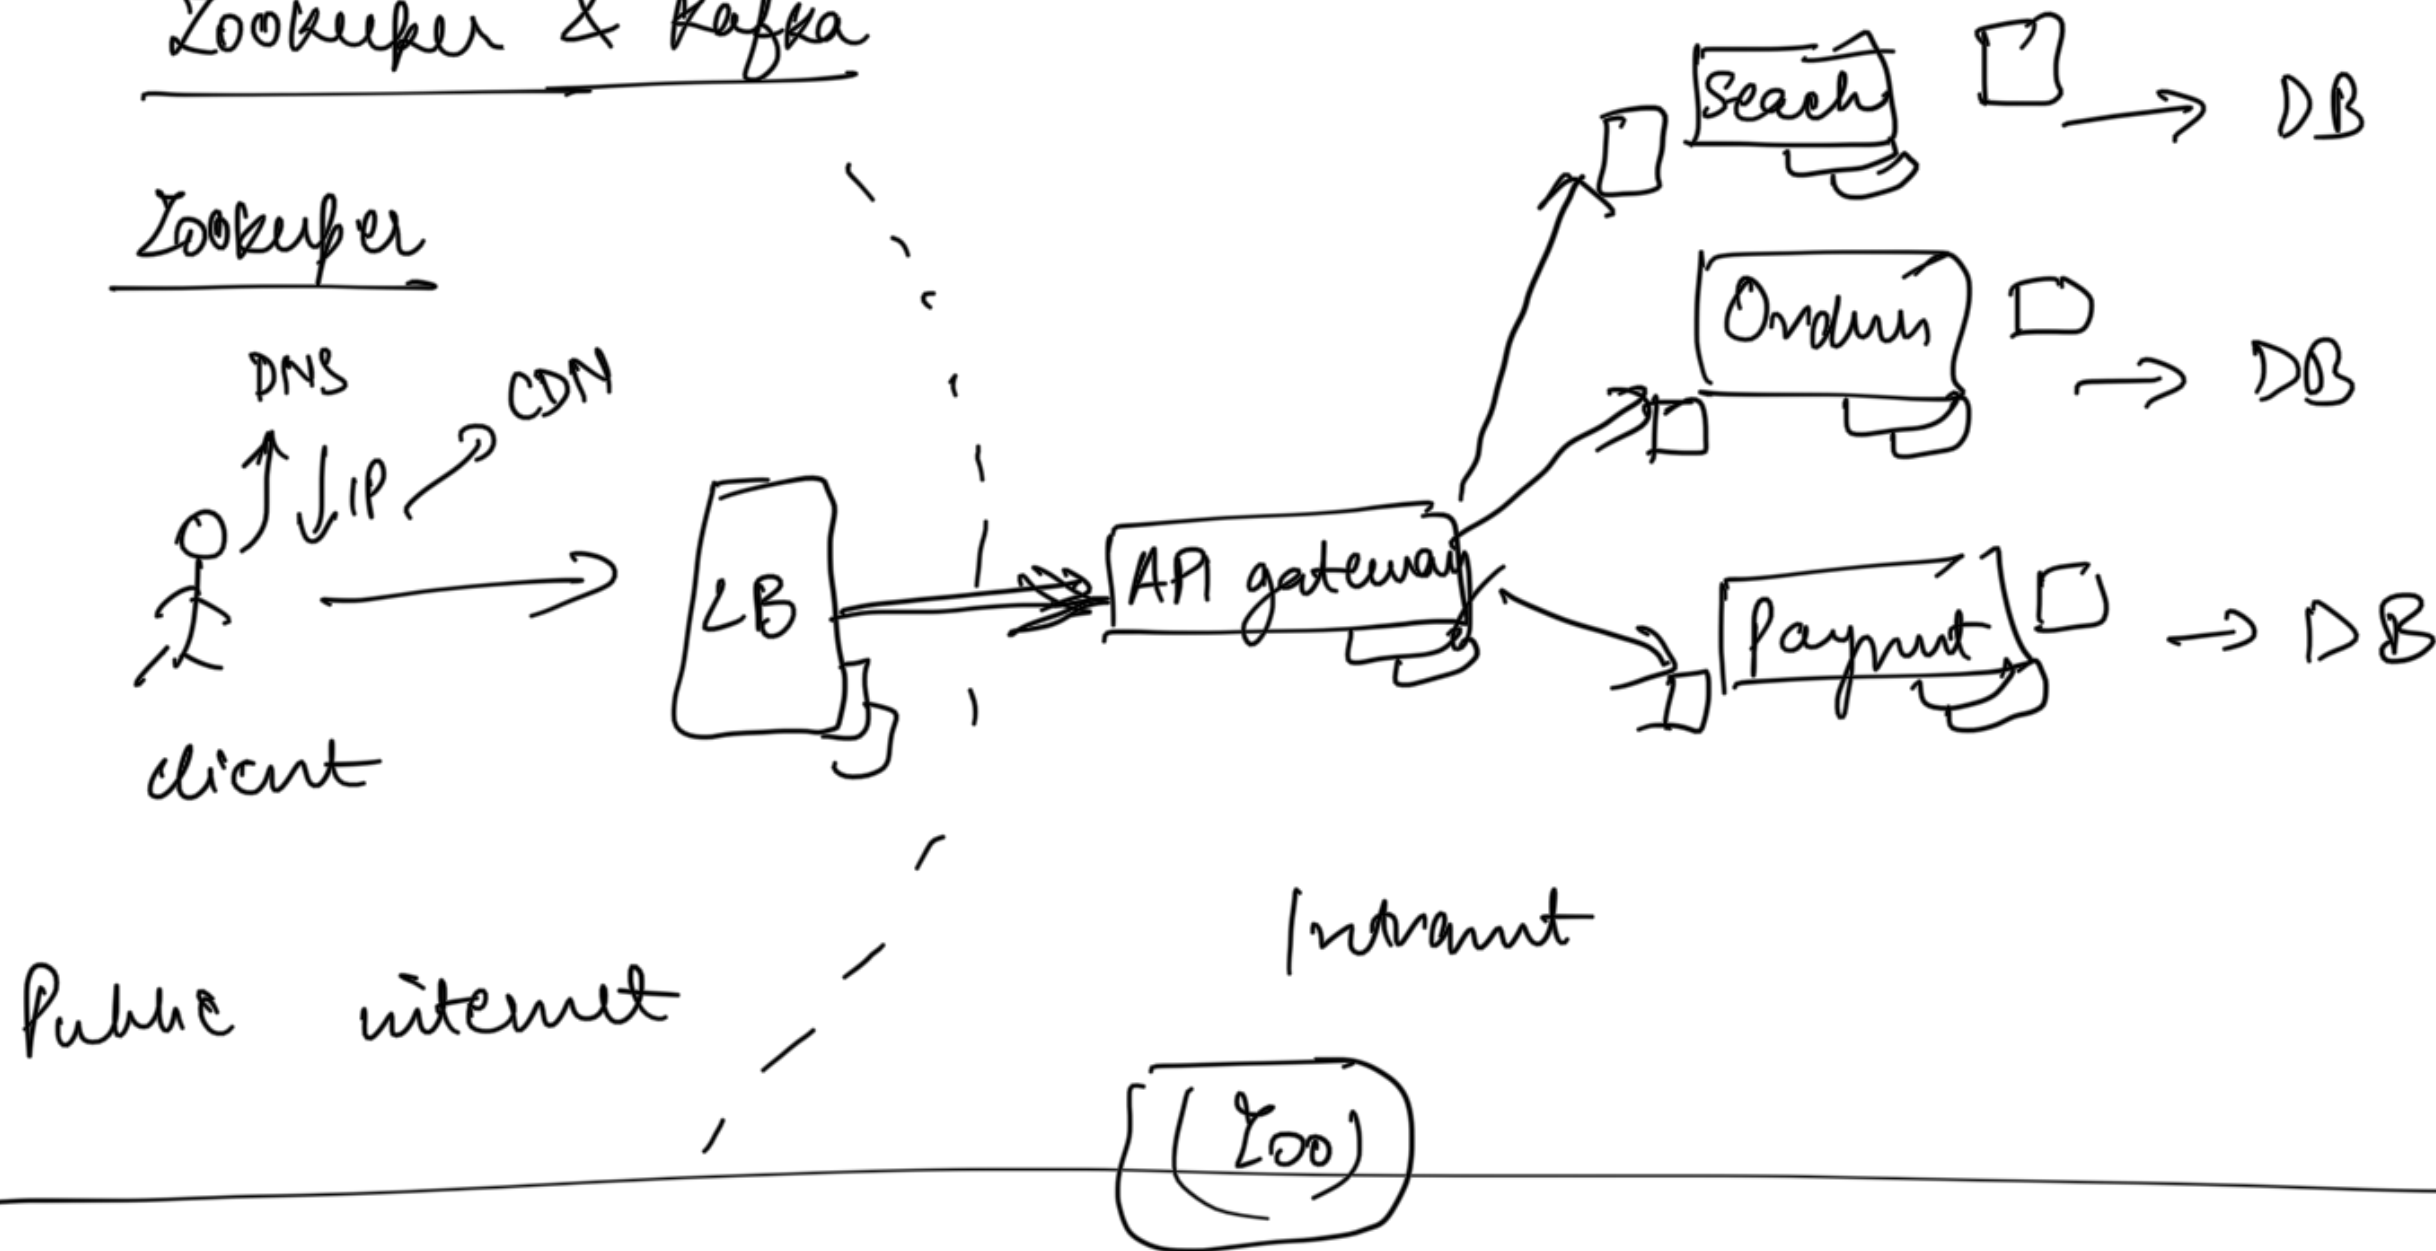 Zookeeper & Kafka
Zookeeper
DNS
IP
CDN
client
LB
API gateway
Seach
DB
Orders
DB
Paymnt
DB
Public internet
Intranet
Zoo